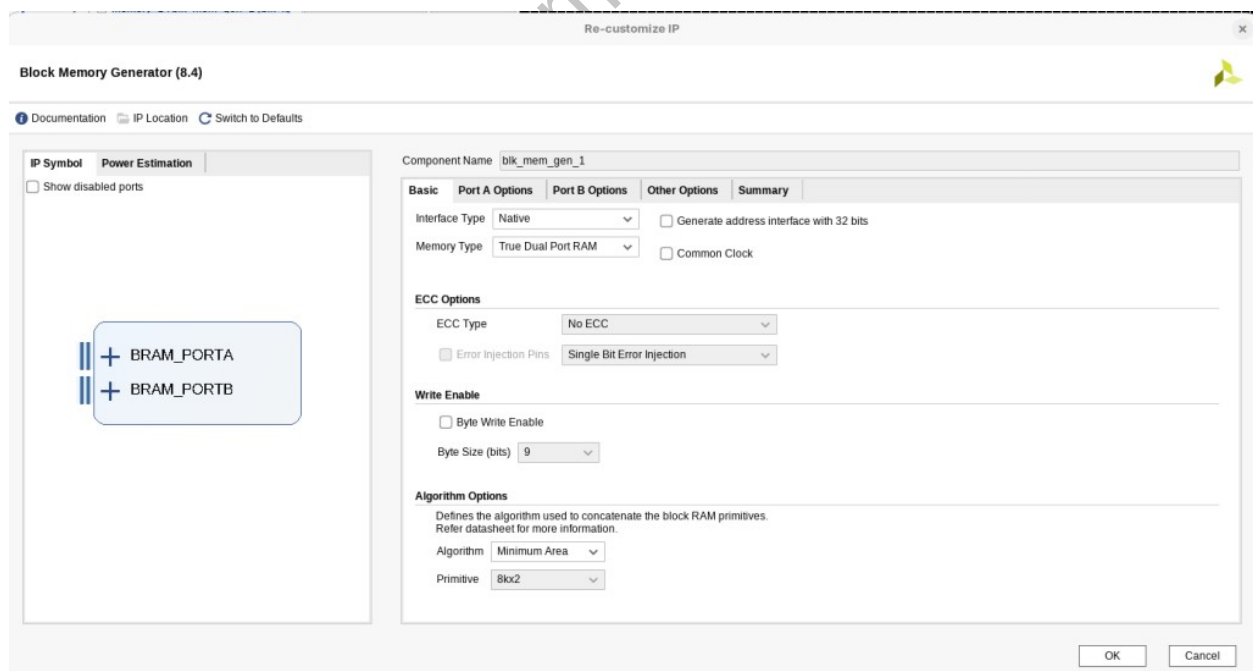 Re-customize IP
Block Memory Generator (8.4)
Documentation IP Location Switch to Defaults
IP Symbol Power Estimation
Show disabled ports
BRAM_PORTA
BRAM_PORTB
Component Name blk_mem_gen_1
Basic Port A Options Port B Options Other Options Summary
Interface Type Native Generate address interface with 32 bits
Memory Type True Dual Port RAM Common Clock
ECC Options
ECC Type No ECC
Error Injection Pins Single Bit Error Injection
Write Enable
Byte Write Enable
Byte Size (bits) 9
Algorithm Options
Defines the algorithm used to concatenate the block RAM primitives.
Refer datasheet for more information.
Algorithm Minimum Area
Primitive 8kx2
OK Cancel